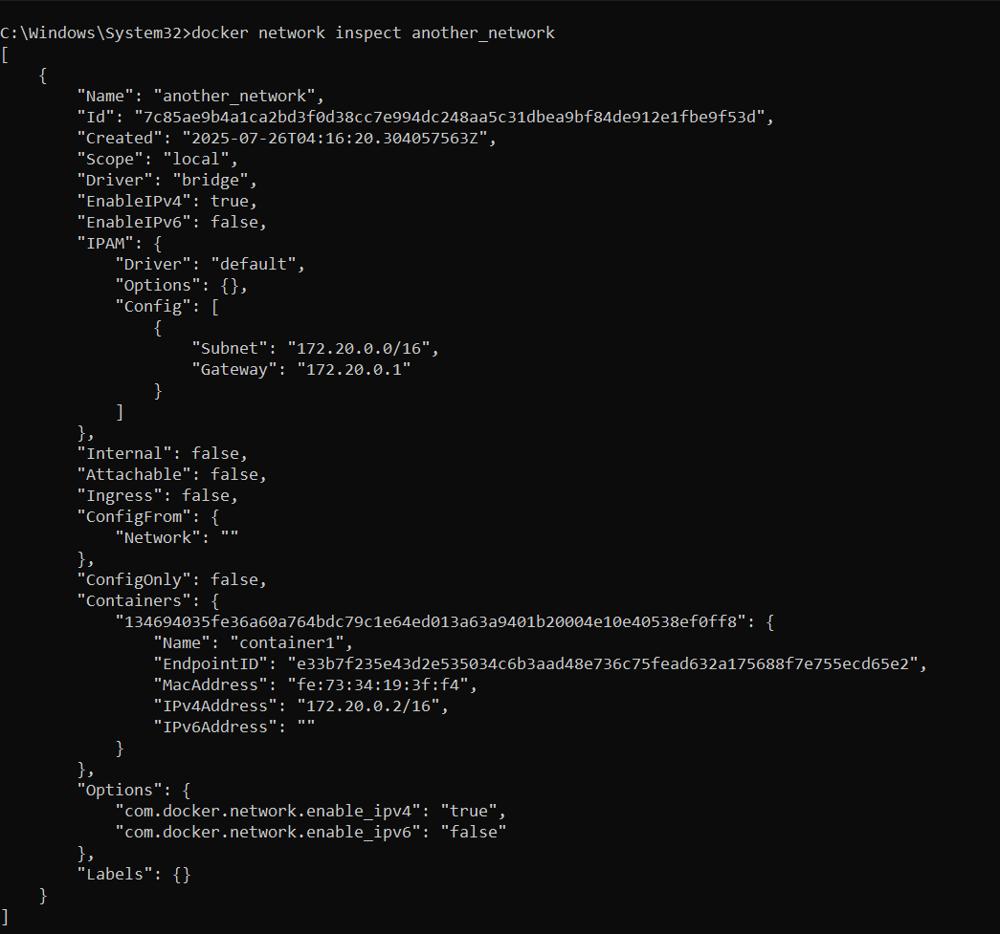 C:\Windows\System32>docker network inspect another_network
[
    {
        "Name": "another_network",
        "Id": "7c85ae9b4a1ca2bd3f0d38cc7e994dc248aa5c31dbea9bf84de912e1fbe9f53d",
        "Created": "2025-07-26T04:16:20.304057563Z",
        "Scope": "local",
        "Driver": "bridge",
        "EnableIPv4": true,
        "EnableIPv6": false,
        "IPAM": {
            "Driver": "default",
            "Options": {},
            "Config": [
                {
                    "Subnet": "172.20.0.0/16",
                    "Gateway": "172.20.0.1"
                }
            ]
        },
        "Internal": false,
        "Attachable": false,
        "Ingress": false,
        "ConfigFrom": {
            "Network": ""
        },
        "ConfigOnly": false,
        "Containers": {
            "134694035fe36a60a764bdc79c1e64ed013a63a9401b20004e10e40538ef0ff8": {
                "Name": "container1",
                "EndpointID": "e33b7f235e43d2e535034c6b3aad48e736c75fead632a175688f7e755ecd65e2",
                "MacAddress": "fe:73:34:19:3f:f4",
                "IPv4Address": "172.20.0.2/16",
                "IPv6Address": ""
            }
        },
        "Options": {
            "com.docker.network.enable_ipv4": "true",
            "com.docker.network.enable_ipv6": "false"
        },
        "Labels": {}
    }
]